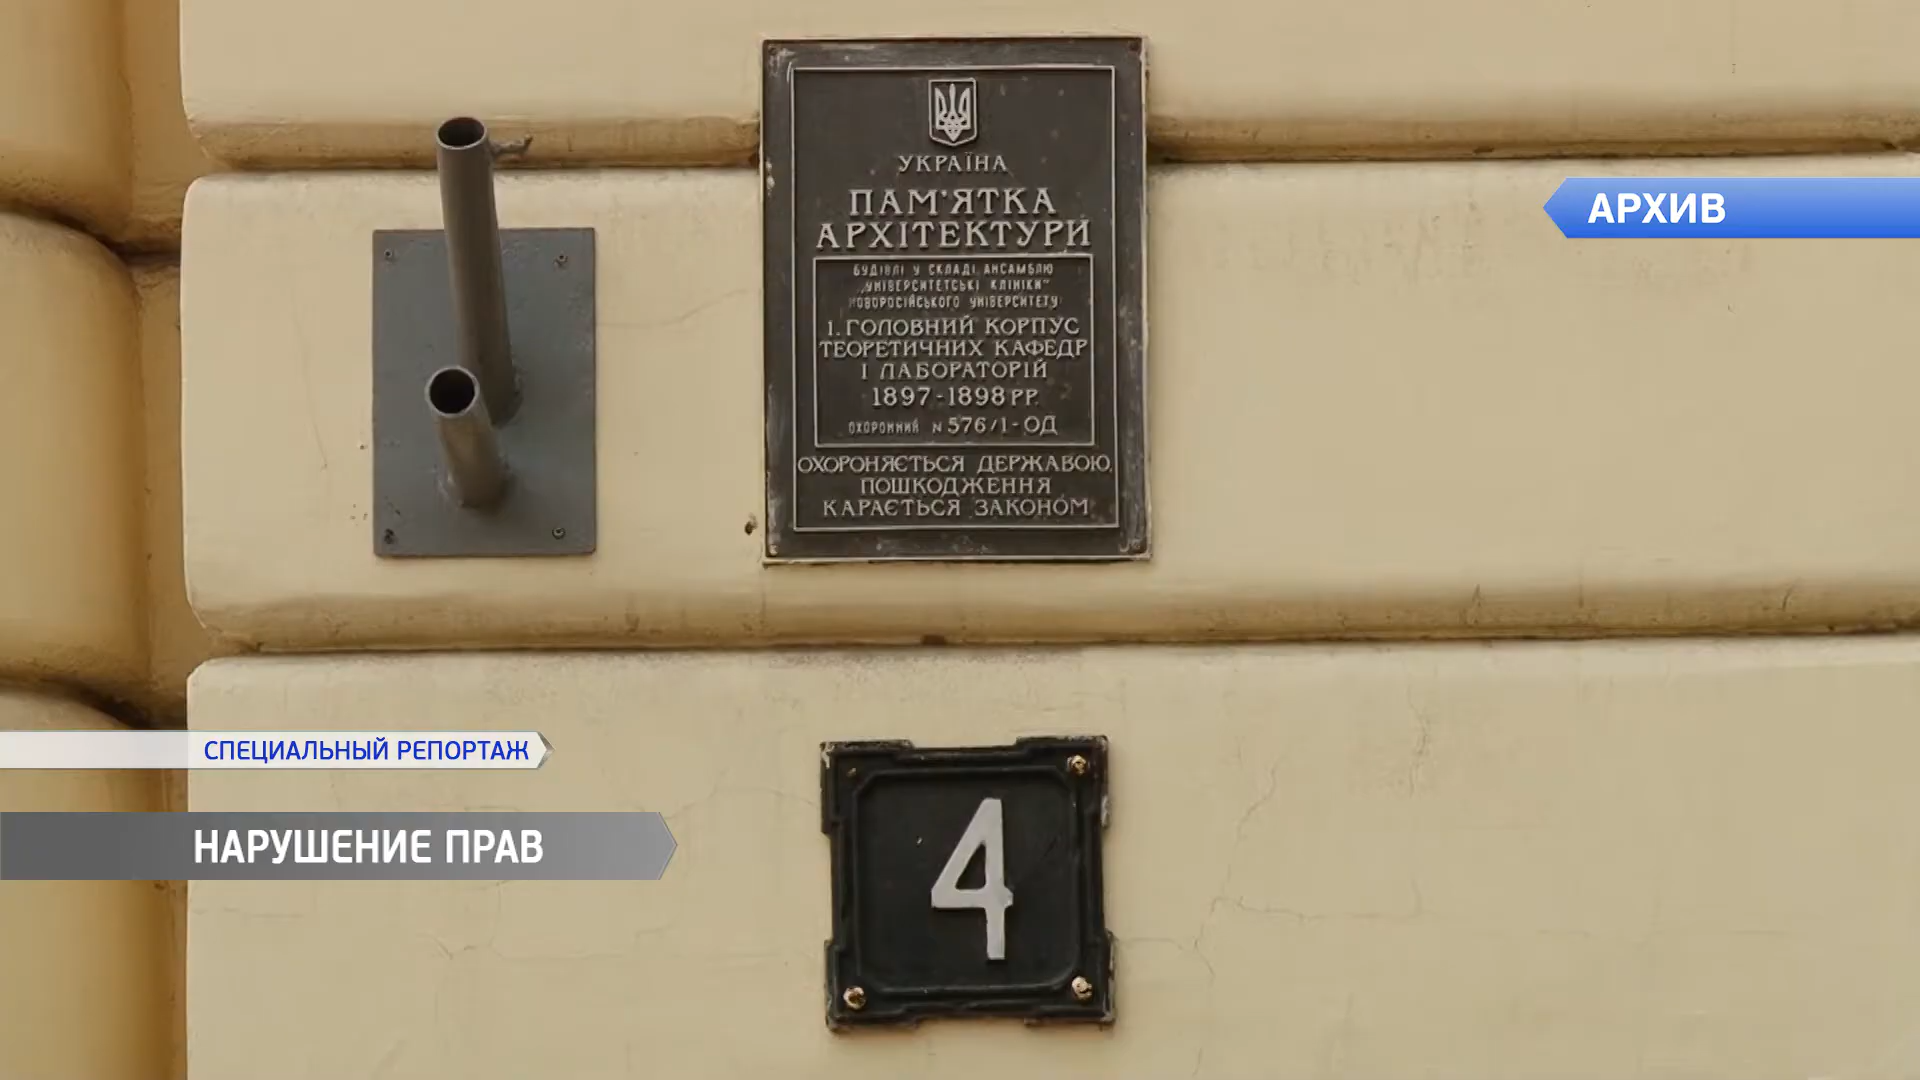 УКРАЇНА
ПАМ'ЯТКА
АРХІТЕКТУРИ
БУДІВЛІ У СКЛАДІ АНСАМБЛЮ
„УНІВЕРСИТЕТСЬКІ КЛІНІКИ"
НОВОРОСІЙСЬКОГО УНІВЕРСИТЕТУ
1. ГОЛОВНИЙ КОРПУС
ТЕОРЕТИЧНИХ КАФЕДР
І ЛАБОРАТОРІЙ
1897-1898 РР.
ОХОРОННИЙ N 576/1-ОД
ОХОРОНЯЄТЬСЯ ДЕРЖАВОЮ,
ПОШКОДЖЕННЯ
КАРАЄТЬСЯ ЗАКОНОМ
АРХИВ
СПЕЦИАЛЬНЫЙ РЕПОРТАЖ
НАРУШЕНИЕ ПРАВ
4